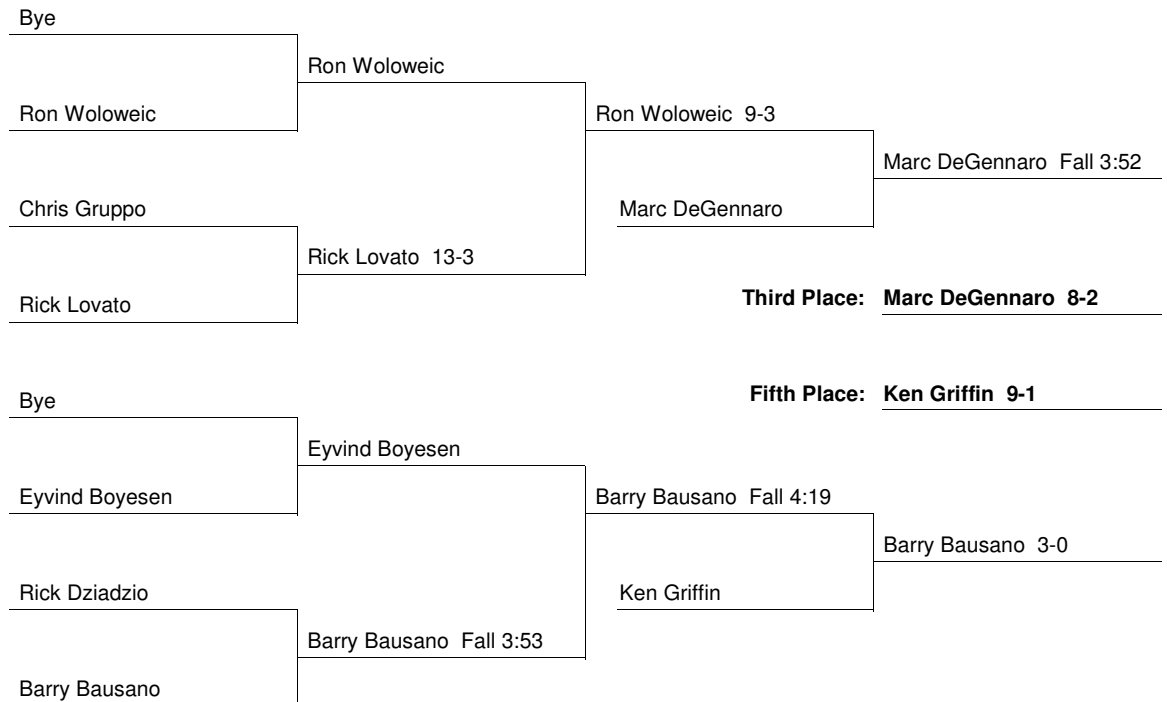 Bye
Ron Woloweic
Ron Woloweic
Ron Woloweic 9-3
Marc DeGennaro Fall 3:52
Chris Gruppo
Marc DeGennaro
Rick Lovato 13-3
Rick Lovato
Third Place: Marc DeGennaro 8-2
Bye
Fifth Place: Ken Griffin 9-1
Eyvind Boyesen
Eyvind Boyesen
Barry Bausano Fall 4:19
Barry Bausano 3-0
Rick Dziadzio
Ken Griffin
Barry Bausano Fall 3:53
Barry Bausano